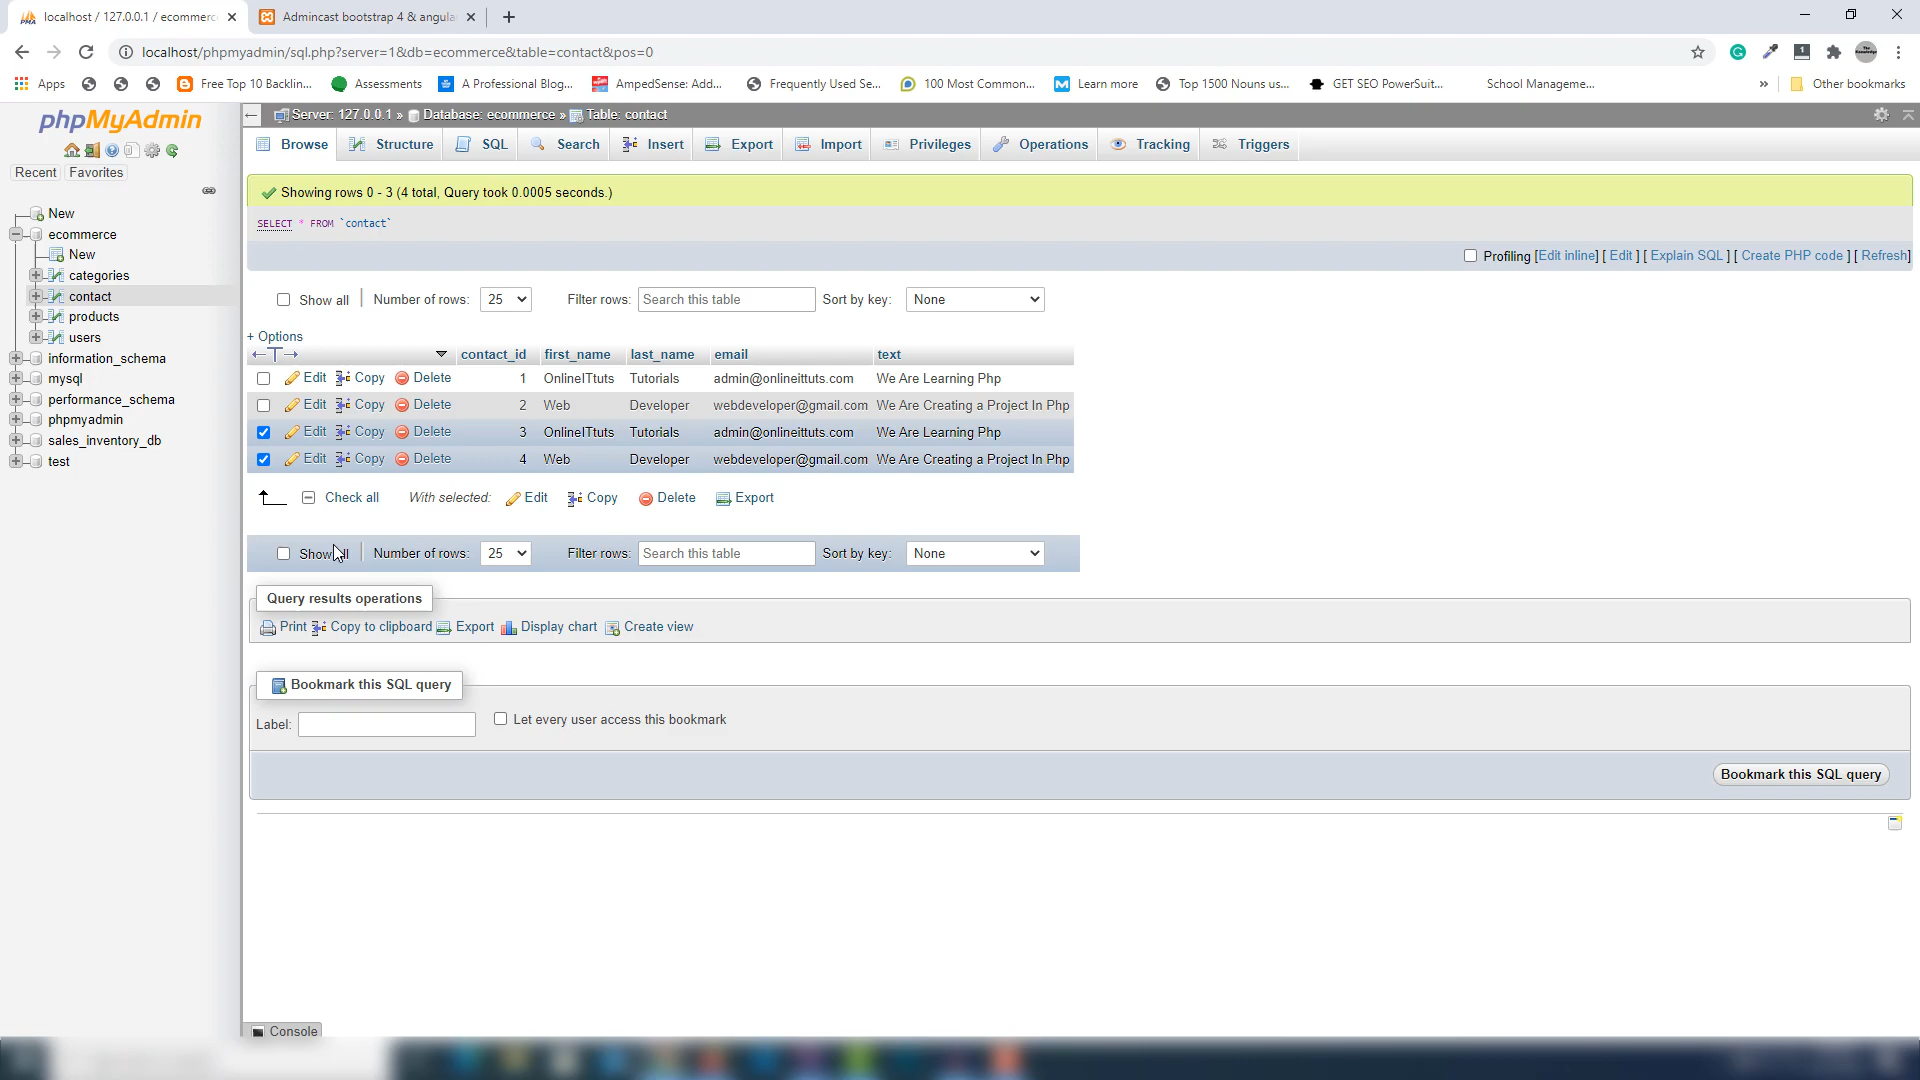 localhost / 127.0.0.1 / ecommerc
Admincast bootstrap 4 & angula
localhost/phpmyadmin/sql.php?server=1&db=ecommerce&table=contact&pos=0
Apps
Free Top 10 Backlin...
Assessments
A Professional Blog...
AmpedSense: Add...
Frequently Used Se...
100 Most Common...
Learn more
Top 1500 Nouns us...
GET SEO PowerSuit...
School Manageme...
»
Other bookmarks
phpMyAdmin
Server: 127.0.0.1 » Database: ecommerce » Table: contact
Browse Structure SQL Search Insert Export Import Privileges Operations Tracking Triggers
Recent Favorites
New
ecommerce
New
categories
contact
products
users
information_schema
mysql
performance_schema
phpmyadmin
sales_inventory_db
test
Showing rows 0 - 3 (4 total, Query took 0.0005 seconds.)
SELECT * FROM `contact`
Profiling [Edit inline] [ Edit ] [ Explain SQL ] [ Create PHP code ] [ Refresh]
Show all Number of rows: 25 Filter rows: Search this table Sort by key: None
+ Options
←T→ contact_id first_name last_name email text
Edit Copy Delete 1 OnlineITtuts Tutorials admin@onlineittuts.com We Are Learning Php
Edit Copy Delete 2 Web Developer webdeveloper@gmail.com We Are Creating a Project In Php
Edit Copy Delete 3 OnlineITtuts Tutorials admin@onlineittuts.com We Are Learning Php
Edit Copy Delete 4 Web Developer webdeveloper@gmail.com We Are Creating a Project In Php
Check all With selected: Edit Copy Delete Export
Show all Number of rows: 25 Filter rows: Search this table Sort by key: None
Query results operations
Print Copy to clipboard Export Display chart Create view
Bookmark this SQL query
Label: Let every user access this bookmark
Bookmark this SQL query
Console